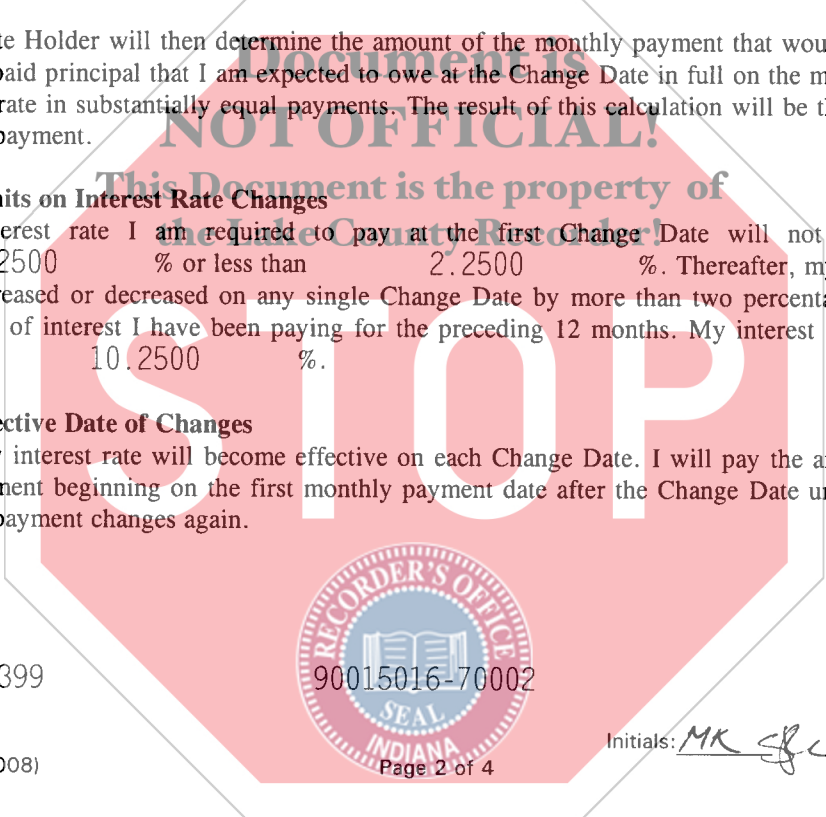 te Holder will then determine the amount of the monthly payment that wou
paid principal that I am expected to owe at the Change Date in full on the m
rate in substantially equal payments. The result of this calculation will be t
payment.
Document is
NOT OFFICIAL!
This Document is the property of
the Lake County Recorder!
its on Interest Rate Changes
erest rate I am required to pay at the first Change Date will not
2500 % or less than 2.2500 %. Thereafter, my
eased or decreased on any single Change Date by more than two percenta
of interest I have been paying for the preceding 12 months. My interest
10.2500 %.
STOP
ctive Date of Changes
interest rate will become effective on each Change Date. I will pay the a
ment beginning on the first monthly payment date after the Change Date un
payment changes again.
RECORDER'S OFFICE
SEAL
INDIANA
399 90015016-70002
Initials: MK
008) Page 2 of 4